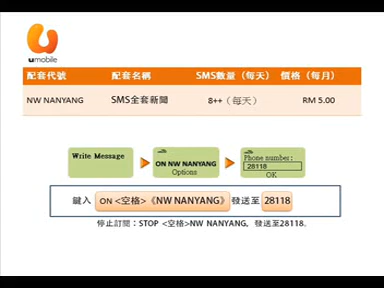 umobile
配套代號 配套名稱 SMS數量（每天） 價格（每月）
NW NANYANG SMS全套新聞 8++（每天） RM 5.00
Write Message
ON NW NANYANG
Options
Phone number:
28118
OK
鍵入 ON <空格>《NW NANYANG》發送至 28118
停止訂閱：STOP <空格>NW NANYANG, 發送至28118.